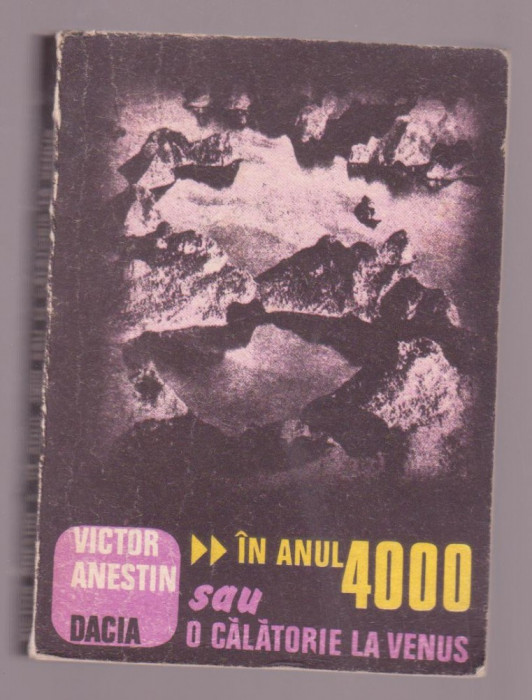 VICTOR
ANESTIN
DACIA
ÎN ANUL 4000
sau
O CĂLĂTORIE LA VENUS